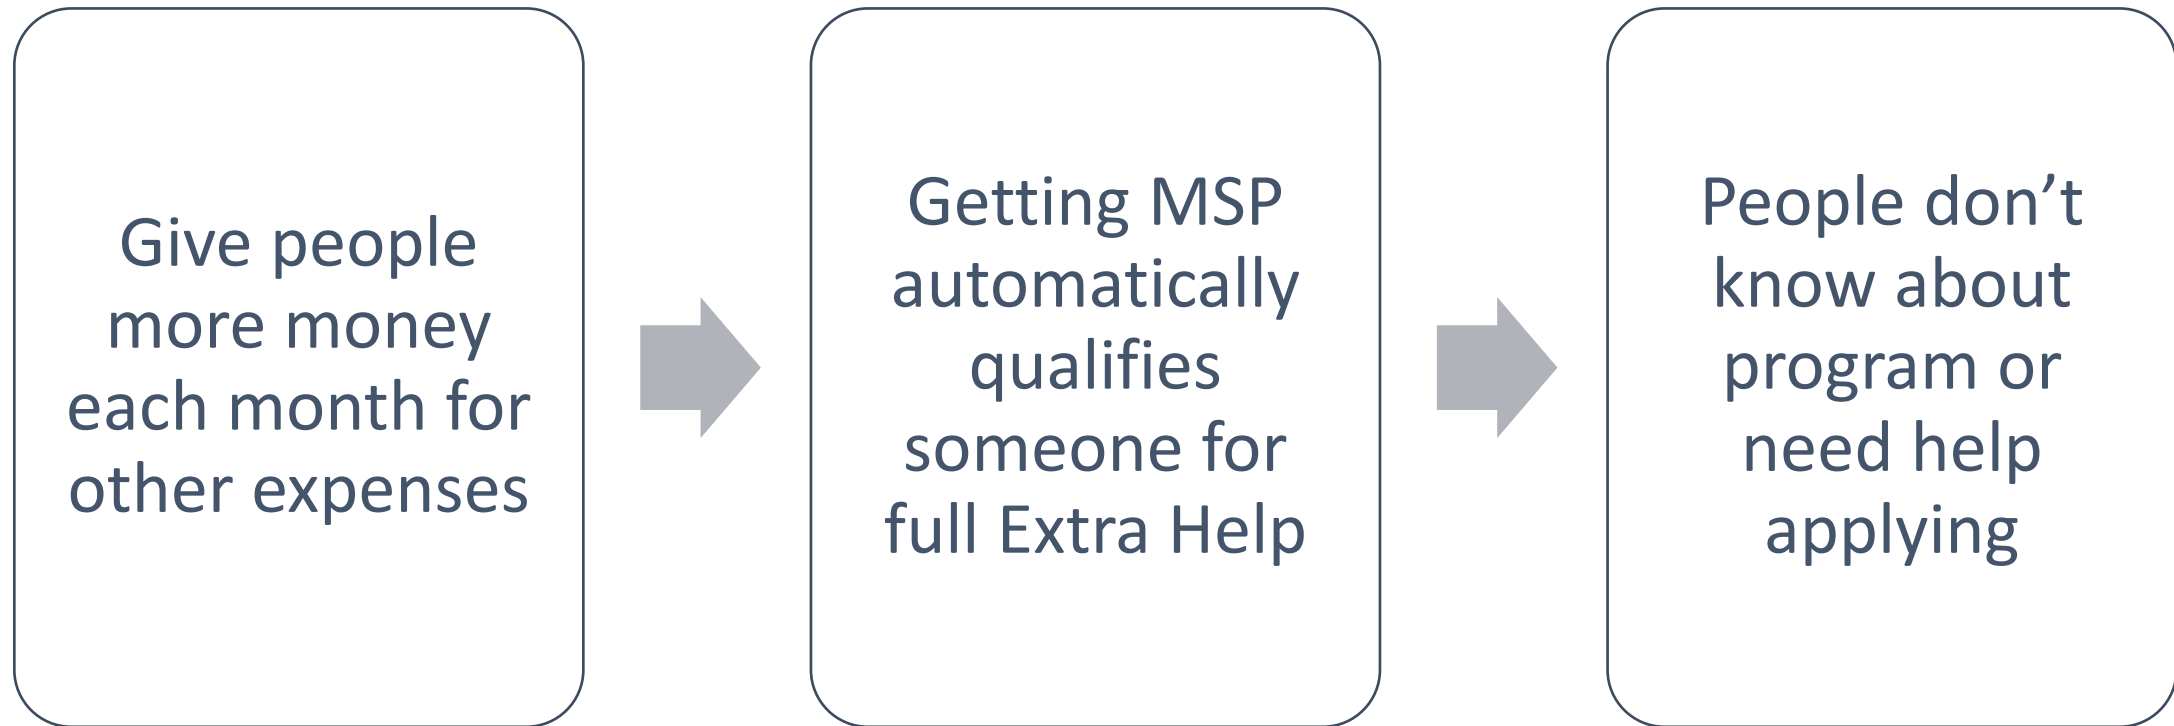 Give people
more money
each month for
other expenses
Getting MSP
automatically
qualifies
someone for
full Extra Help
People don’t
know about
program or
need help
applying